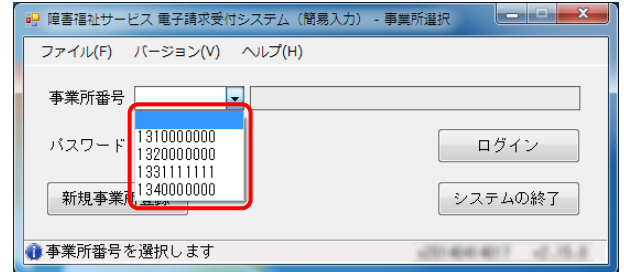 障害福祉サービス 電子請求受付システム（簡易入力） - 事業所選択
ファイル(F) バージョン(V) ヘルプ(H)
事業所番号
1310000000
1320000000
1331111111
1340000000
パスワード
ログイン
新規事業所登録
システムの終了
事業所番号を選択します